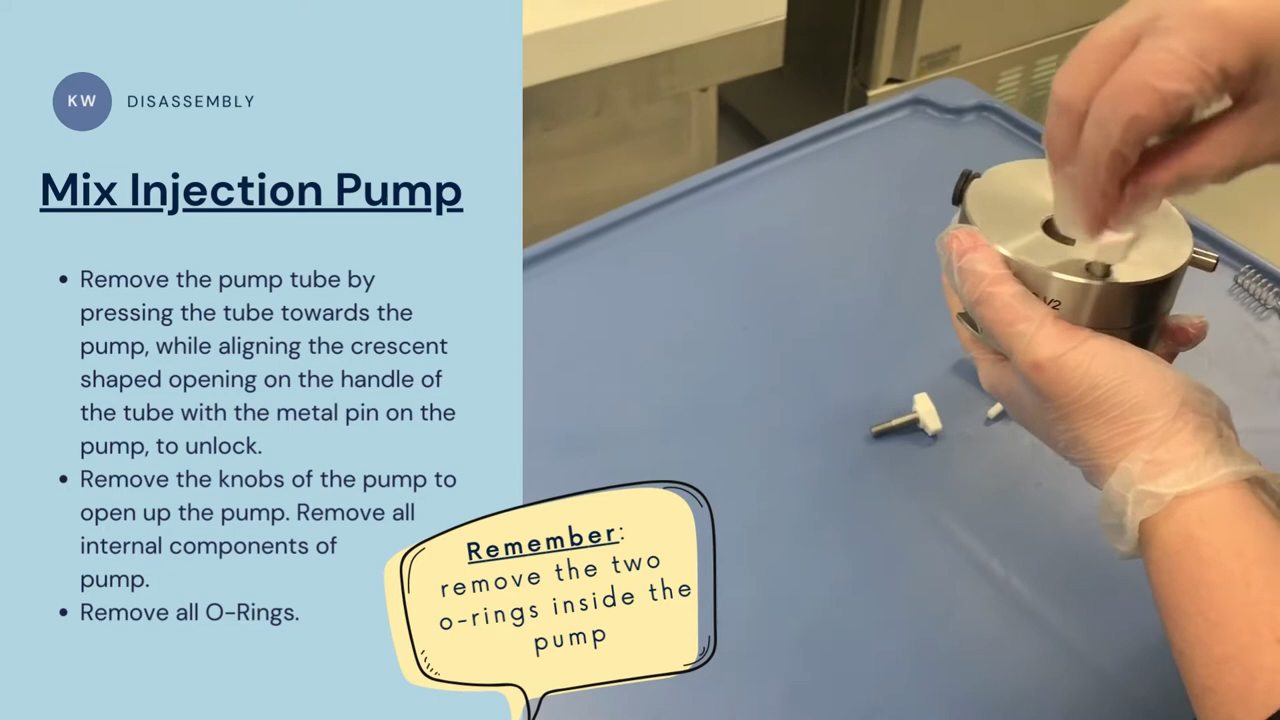 KW
DISASSEMBLY
Mix Injection Pump
• Remove the pump tube by
pressing the tube towards the
pump, while aligning the crescent
shaped opening on the handle of
the tube with the metal pin on the
pump, to unlock.
• Remove the knobs of the pump to
open up the pump. Remove all
internal components of
pump.
• Remove all O-Rings.
Remember:
remove the two
o-rings inside the
pump
V2